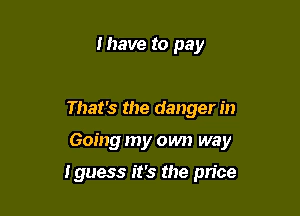 I have to pay
That's the danger in
Going my own way
I guess it's the price